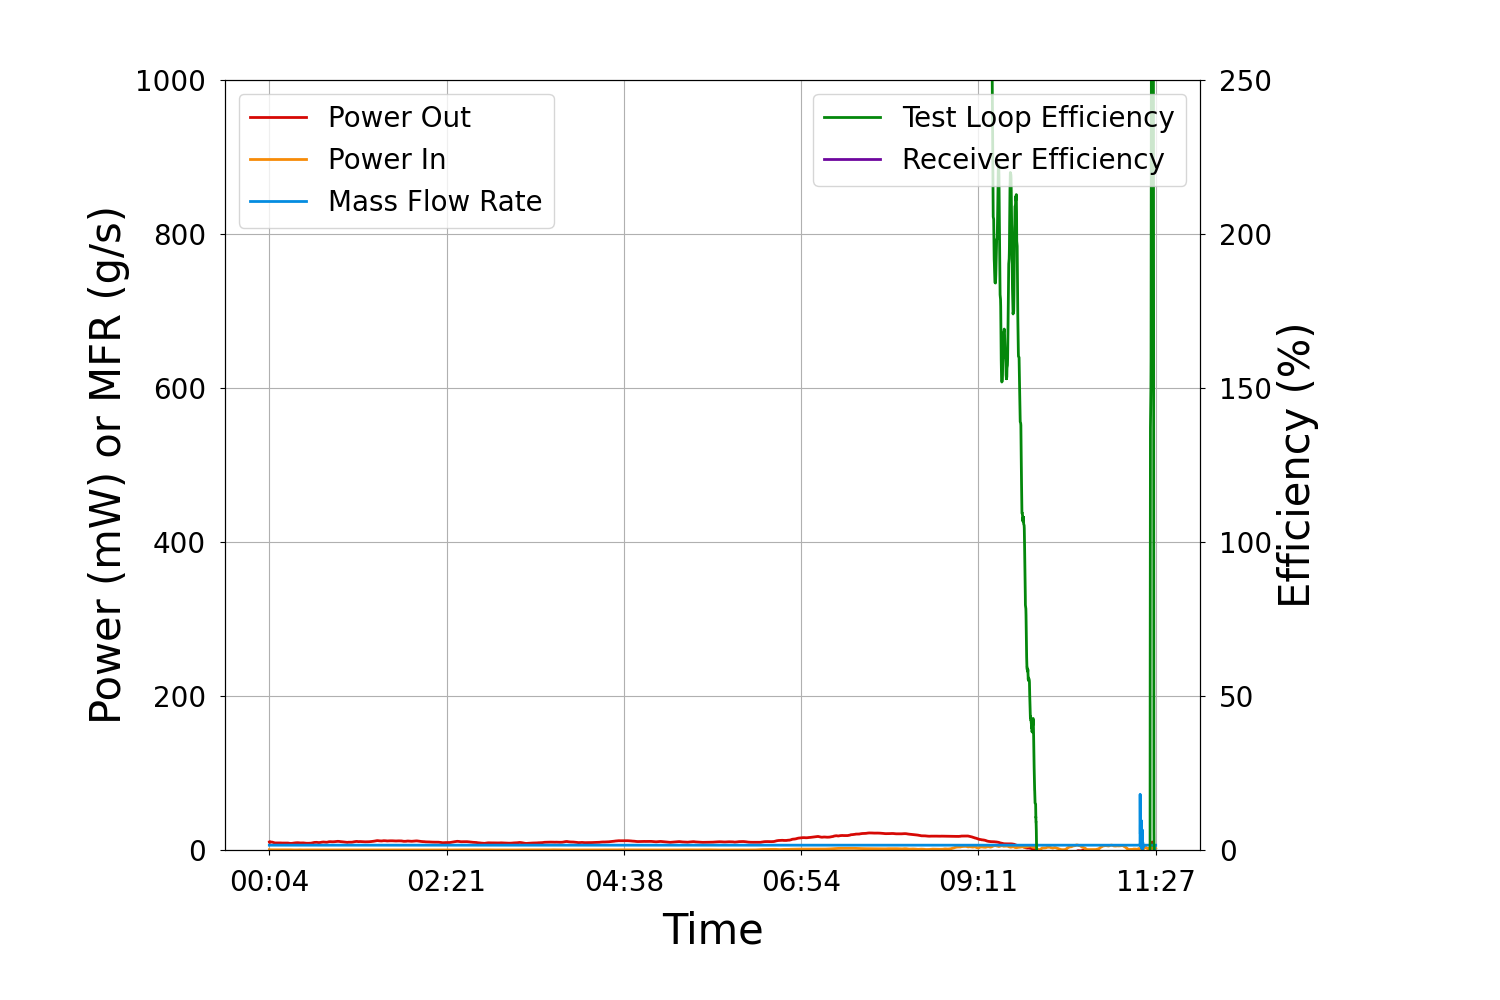 Power Out
Power In
Mass Flow Rate
Test Loop Efficiency
Receiver Efficiency
Power (mW) or MFR (g/s)
1000
800
600
400
200
0
250
200
150
100
50
0
Efficiency (%)
00:04 02:21 04:38 06:54 09:11 11:27
Time